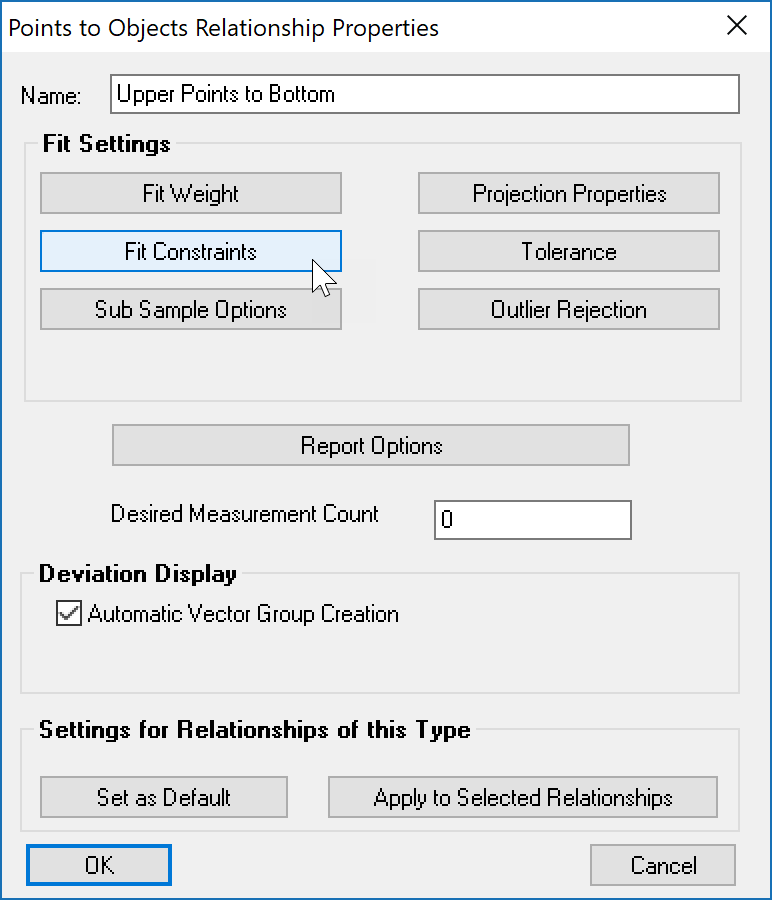 Points to Objects Relationship Properties
Name: Upper Points to Bottom
Fit Settings
Fit Weight
Projection Properties
Fit Constraints
Tolerance
Sub Sample Options
Outlier Rejection
Report Options
Desired Measurement Count 0
Deviation Display
Automatic Vector Group Creation
Settings for Relationships of this Type
Set as Default
Apply to Selected Relationships
OK
Cancel